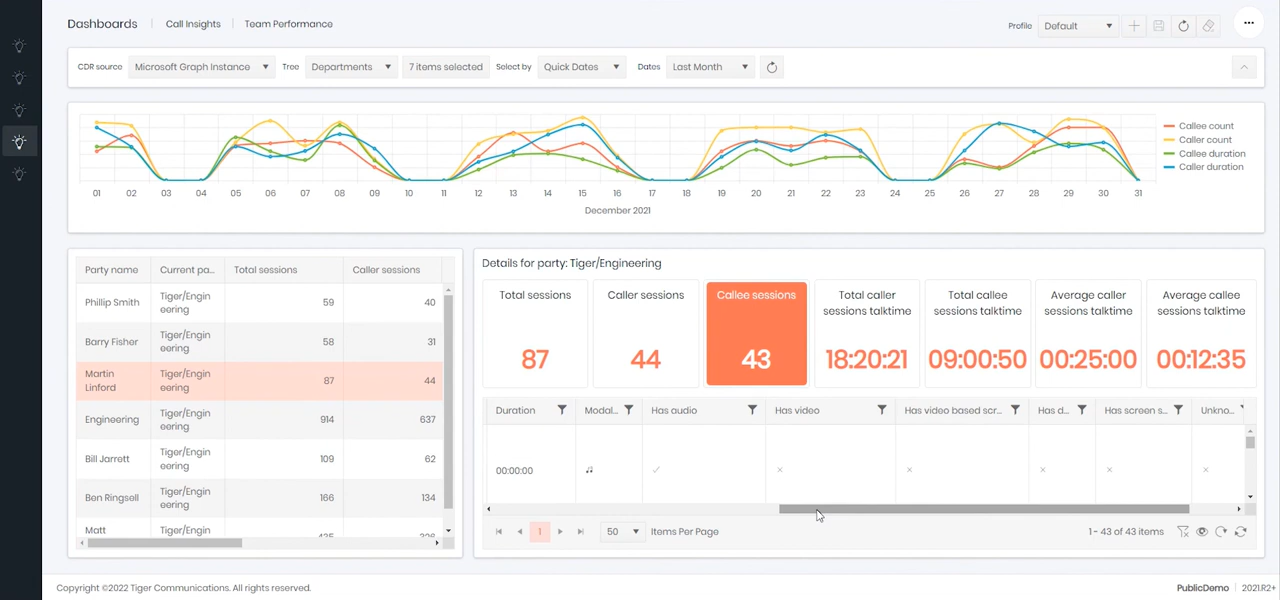 Dashboards Call Insights Team Performance
Profile Default
CDR source Microsoft Graph Instance Tree Departments 7 items selected Select by Quick Dates Dates Last Month
Callee count
Caller count
Callee duration
Caller duration
01 02 03 04 05 06 07 08 09 10 11 12 13 14 15 16 17 18 19 20 21 22 23 24 25 26 27 28 29 30 31
December 2021
Party name Current pa... Total sessions Caller sessions
Phillip Smith Tiger/Engin
eering 59 40
Barry Fisher Tiger/Engin
eering 58 31
Martin
Linford Tiger/Engin
eering 87 44
Engineering Tiger/Engin
eering 914 637
Bill Jarrett Tiger/Engin
eering 109 62
Ben Ringsell Tiger/Engin
eering 166 134
Matt Tiger/Engin
Details for party: Tiger/Engineering
Total sessions
87
Caller sessions
44
Callee sessions
43
Total caller
sessions talktime
18:20:21
Total callee
sessions talktime
09:00:50
Average caller
sessions talktime
00:25:00
Average callee
sessions talktime
00:12:35
Duration Modal... Has audio Has video Has video based scr... Has d... Has screen s... Unkno...
00:00:00
1 50 Items Per Page 1 - 43 of 43 items
Copyright ©2022 Tiger Communications. All rights reserved.
PublicDemo 2021.R2+